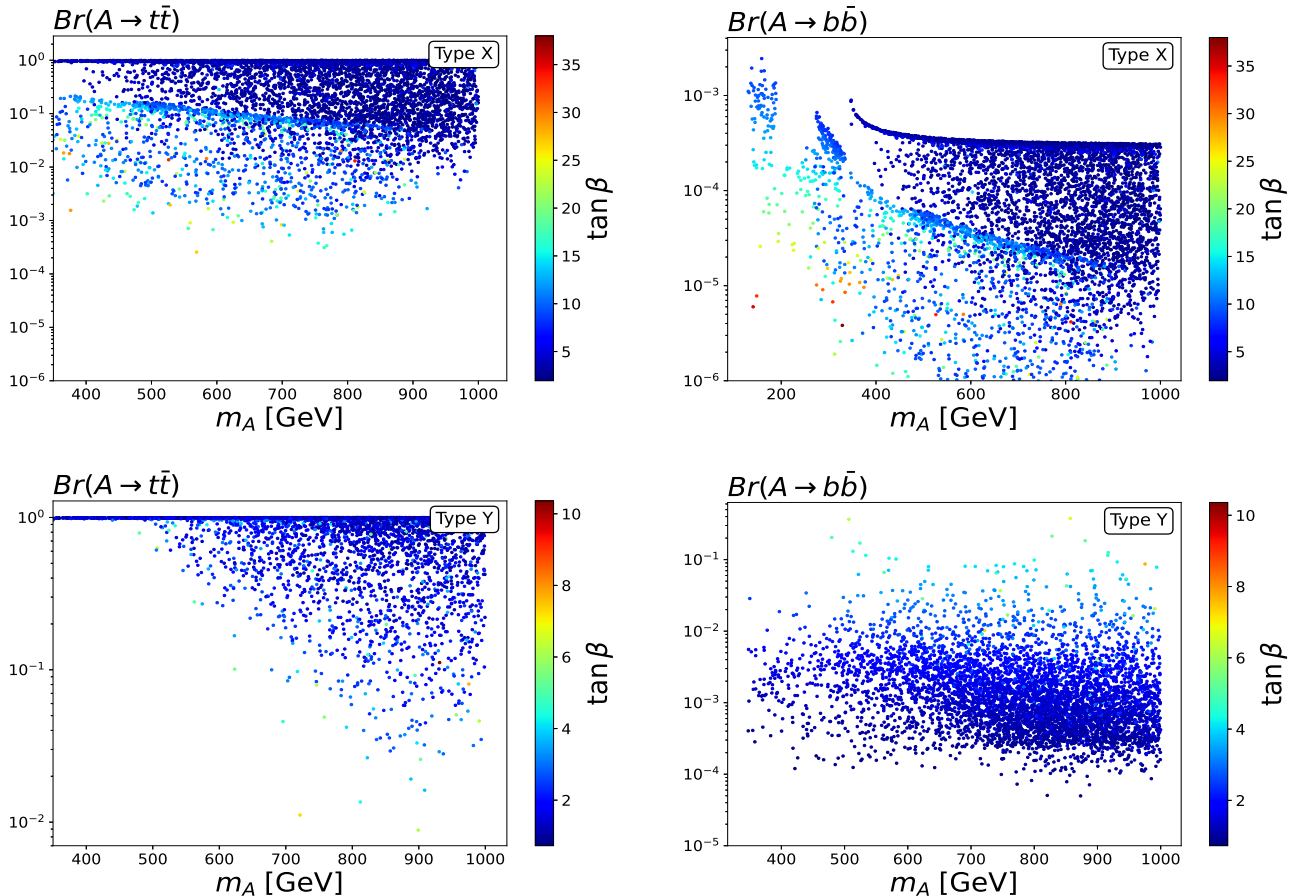 Br(A → tt̄)
Type X
10⁰
10⁻¹
10⁻²
10⁻³
10⁻⁴
10⁻⁵
10⁻⁶
400 500 600 700 800 900 1000
m_A [GeV]
35
30
25
20
15
10
5
tan β
Br(A → bb̄)
Type X
10⁻³
10⁻⁴
10⁻⁵
10⁻⁶
200 400 600 800 1000
m_A [GeV]
35
30
25
20
15
10
5
tan β
Br(A → tt̄)
Type Y
10⁰
10⁻¹
10⁻²
400 500 600 700 800 900 1000
m_A [GeV]
10
8
6
4
2
tan β
Br(A → bb̄)
Type Y
10⁻¹
10⁻²
10⁻³
10⁻⁴
10⁻⁵
400 500 600 700 800 900 1000
m_A [GeV]
10
8
6
4
2
tan β